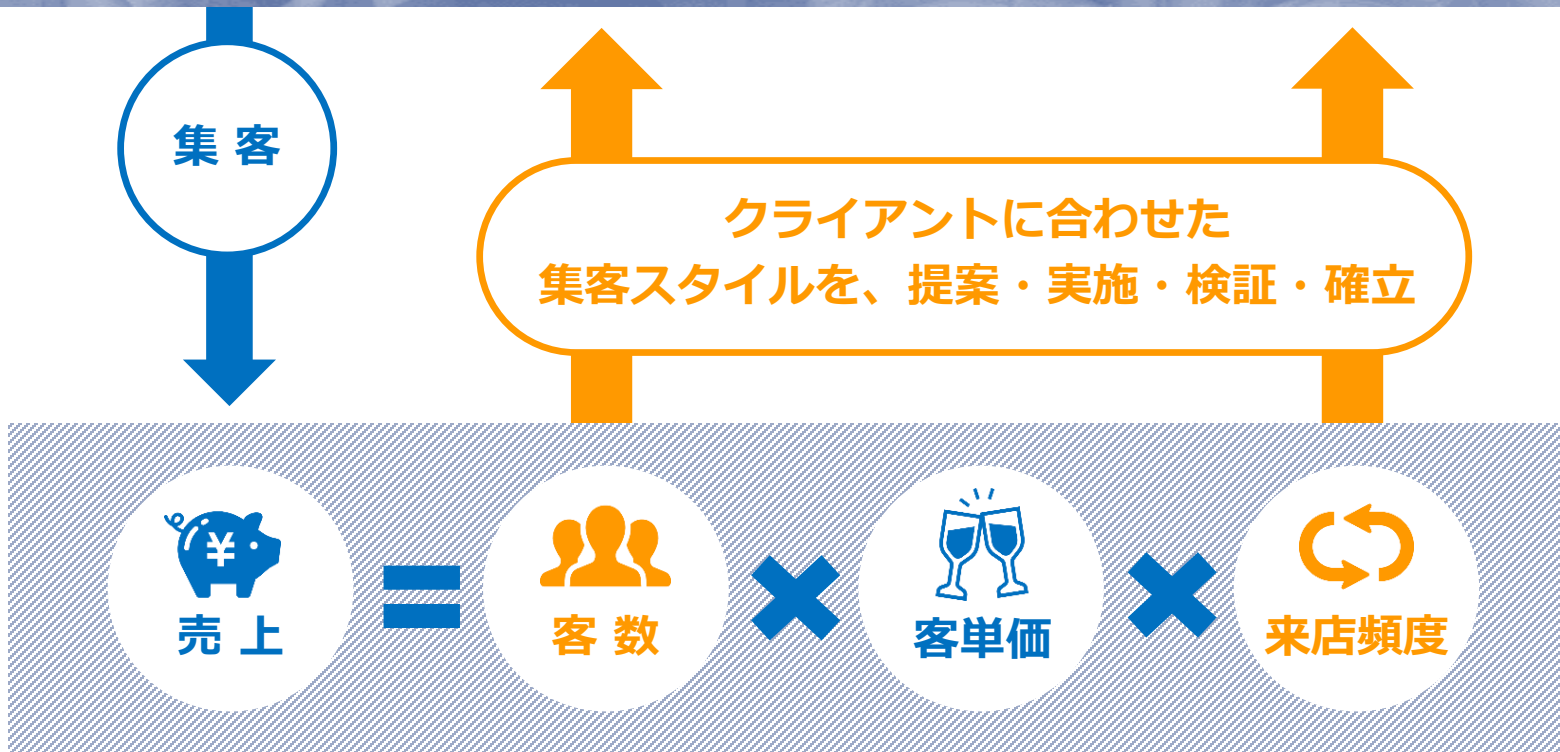 集 客
クライアントに合わせた
集客スタイルを、提案・実施・検証・確立
¥
売 上
客 数
客単価
来店頻度